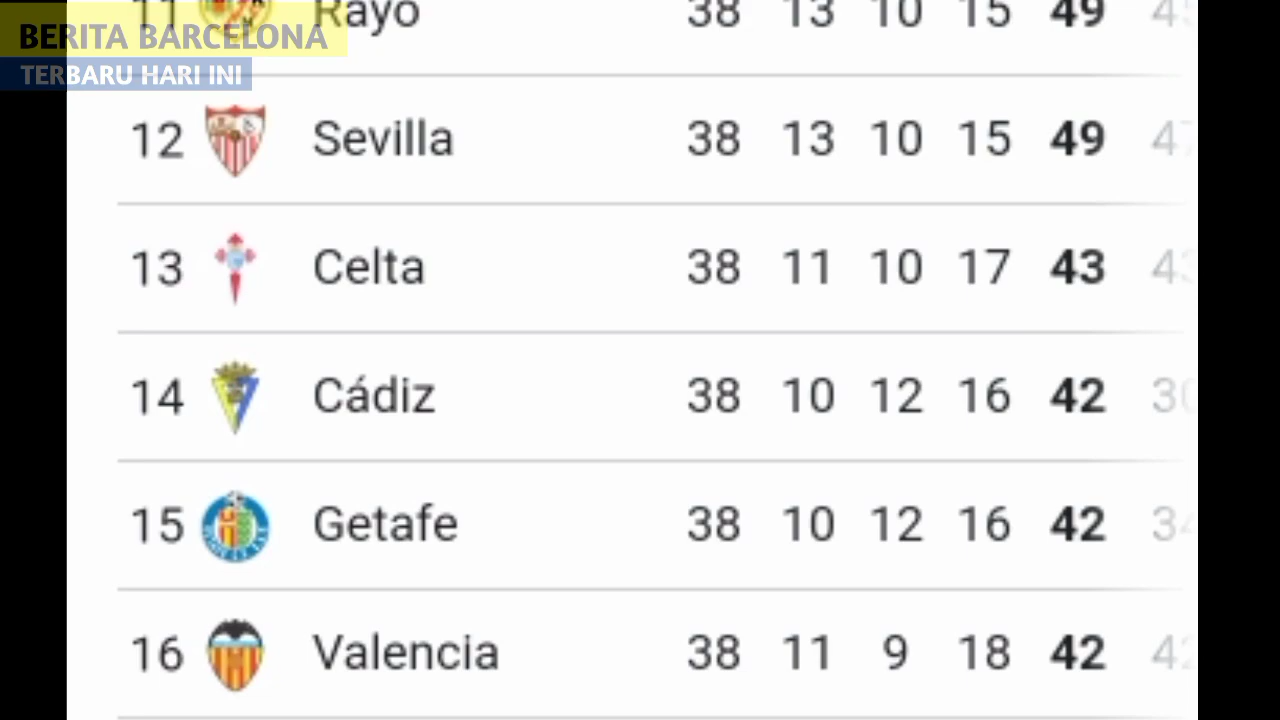 11 Rayo 38 13 10 15 49
BERITA BARCELONA
TERBARU HARI INI
12 Sevilla 38 13 10 15 49
13 Celta 38 11 10 17 43
14 Cádiz 38 10 12 16 42
15 Getafe 38 10 12 16 42
16 Valencia 38 11 9 18 42